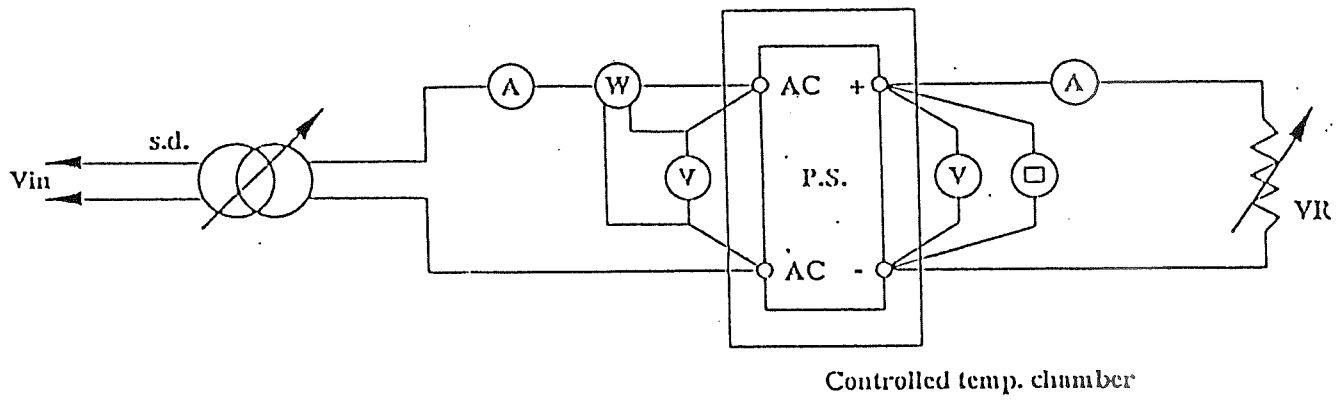 s.d.
Vin
A
W
V
AC +
P.S.
AC -
V
A
VR
Controlled temp. chamber